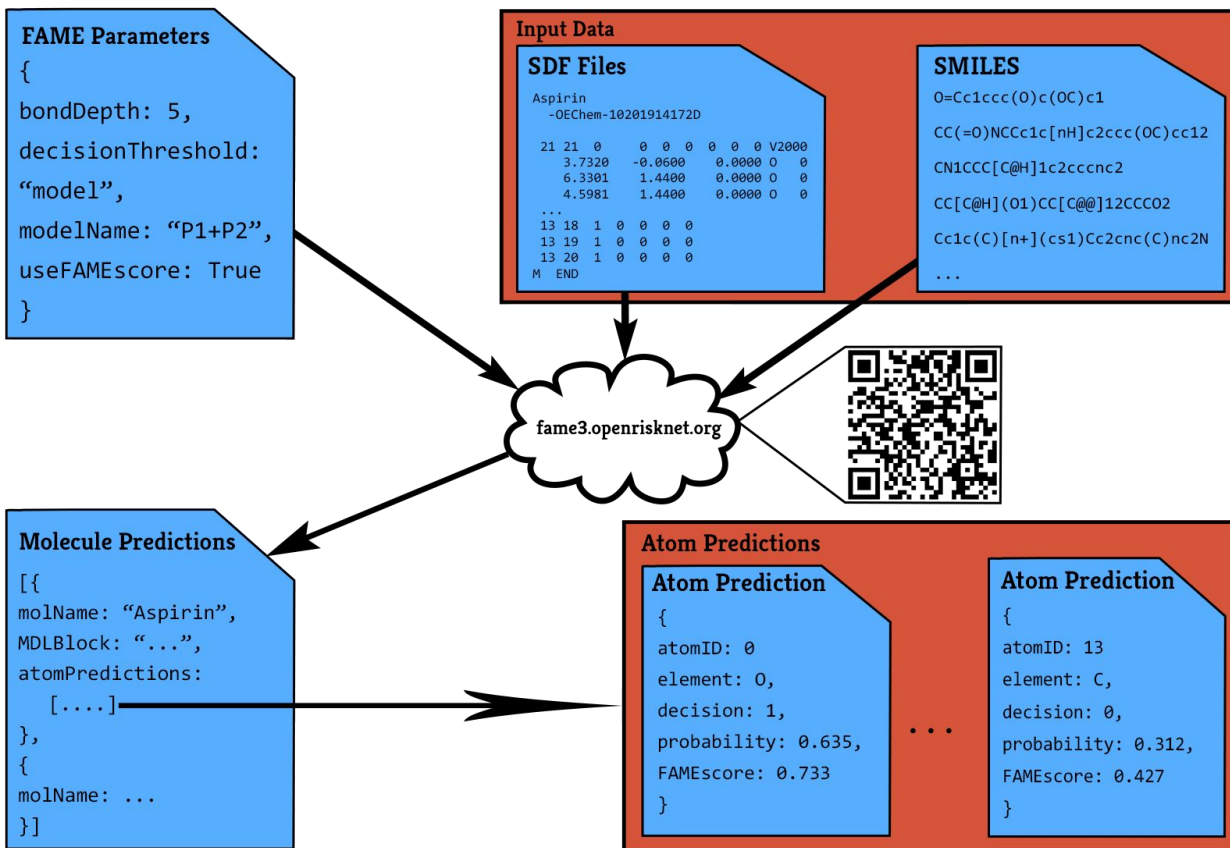 FAME Parameters
{
bondDepth: 5,
decisionThreshold:
“model”,
modelName: “P1+P2”,
useFAMEscore: True
}
Input Data
SDF Files
Aspirin
-OEChem-10201914172D
21 21 0 0 0 0 0 0 0 V2000
3.7320 -0.0600 0.0000 O 0
6.3301 1.4400 0.0000 O 0
4.5981 1.4400 0.0000 O 0
...
13 18 1 0 0 0 0
13 19 1 0 0 0 0
13 20 1 0 0 0 0
M END
SMILES
O=Cc1ccc(O)c(OC)c1
CC(=O)NCCc1c[nH]c2ccc(OC)cc12
CN1CCC[C@H]1c2cccnc2
CC[C@H](O1)CC[C@@]12CCCO2
Cc1c(C)[n+](cs1)Cc2cnc(C)nc2N
...
fame3.openrisknet.org
Molecule Predictions
[{
molName: “Aspirin”,
MDLBlock: “...”,
atomPredictions:
[....]
},
{
molName: ...
}]
Atom Predictions
Atom Prediction
{
atomID: 0
element: O,
decision: 1,
probability: 0.635,
FAMEscore: 0.733
}
...
Atom Prediction
{
atomID: 13
element: C,
decision: 0,
probability: 0.312,
FAMEscore: 0.427
}